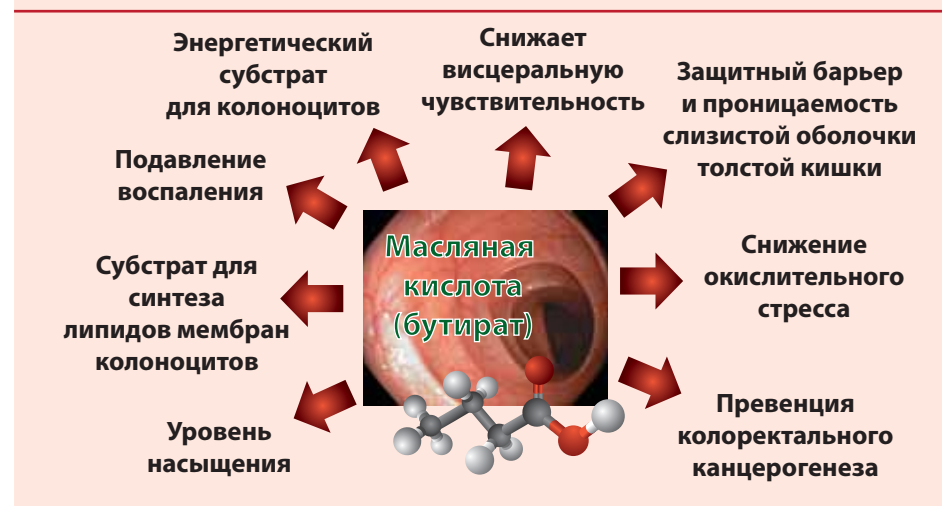 Энергетический
субстрат
для колоноцитов
Снижает
висцеральную
чувствительность
Защитный барьер
и проницаемость
слизистой оболочки
толстой кишки
Подавление
воспаления
Масляная
кислота
(бутират)
Субстрат для
синтеза
липидов мембран
колоноцитов
Снижение
окислительного
стресса
Уровень
насыщения
Превенция
колоректального
канцерогенеза